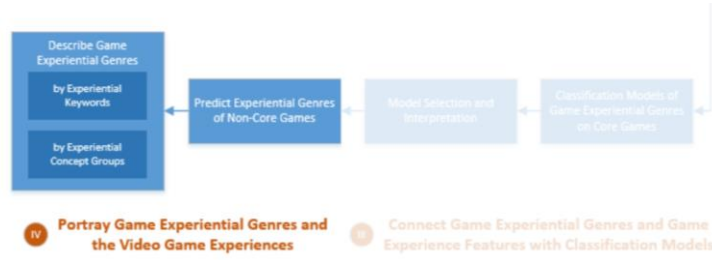 Describe Game
Experiential Genres
by Experiential
Keywords
by Experiential
Concept Groups
Predict Experiential Genres
of Non-Core Games
Model Selection and
Interpretation
Classification Models of
Game Experiential Genres
on Core Games
IV
Portray Game Experiential Genres and
the Video Game Experiences
Connect Game Experiential Genres and Game
Experience Features with Classification Models